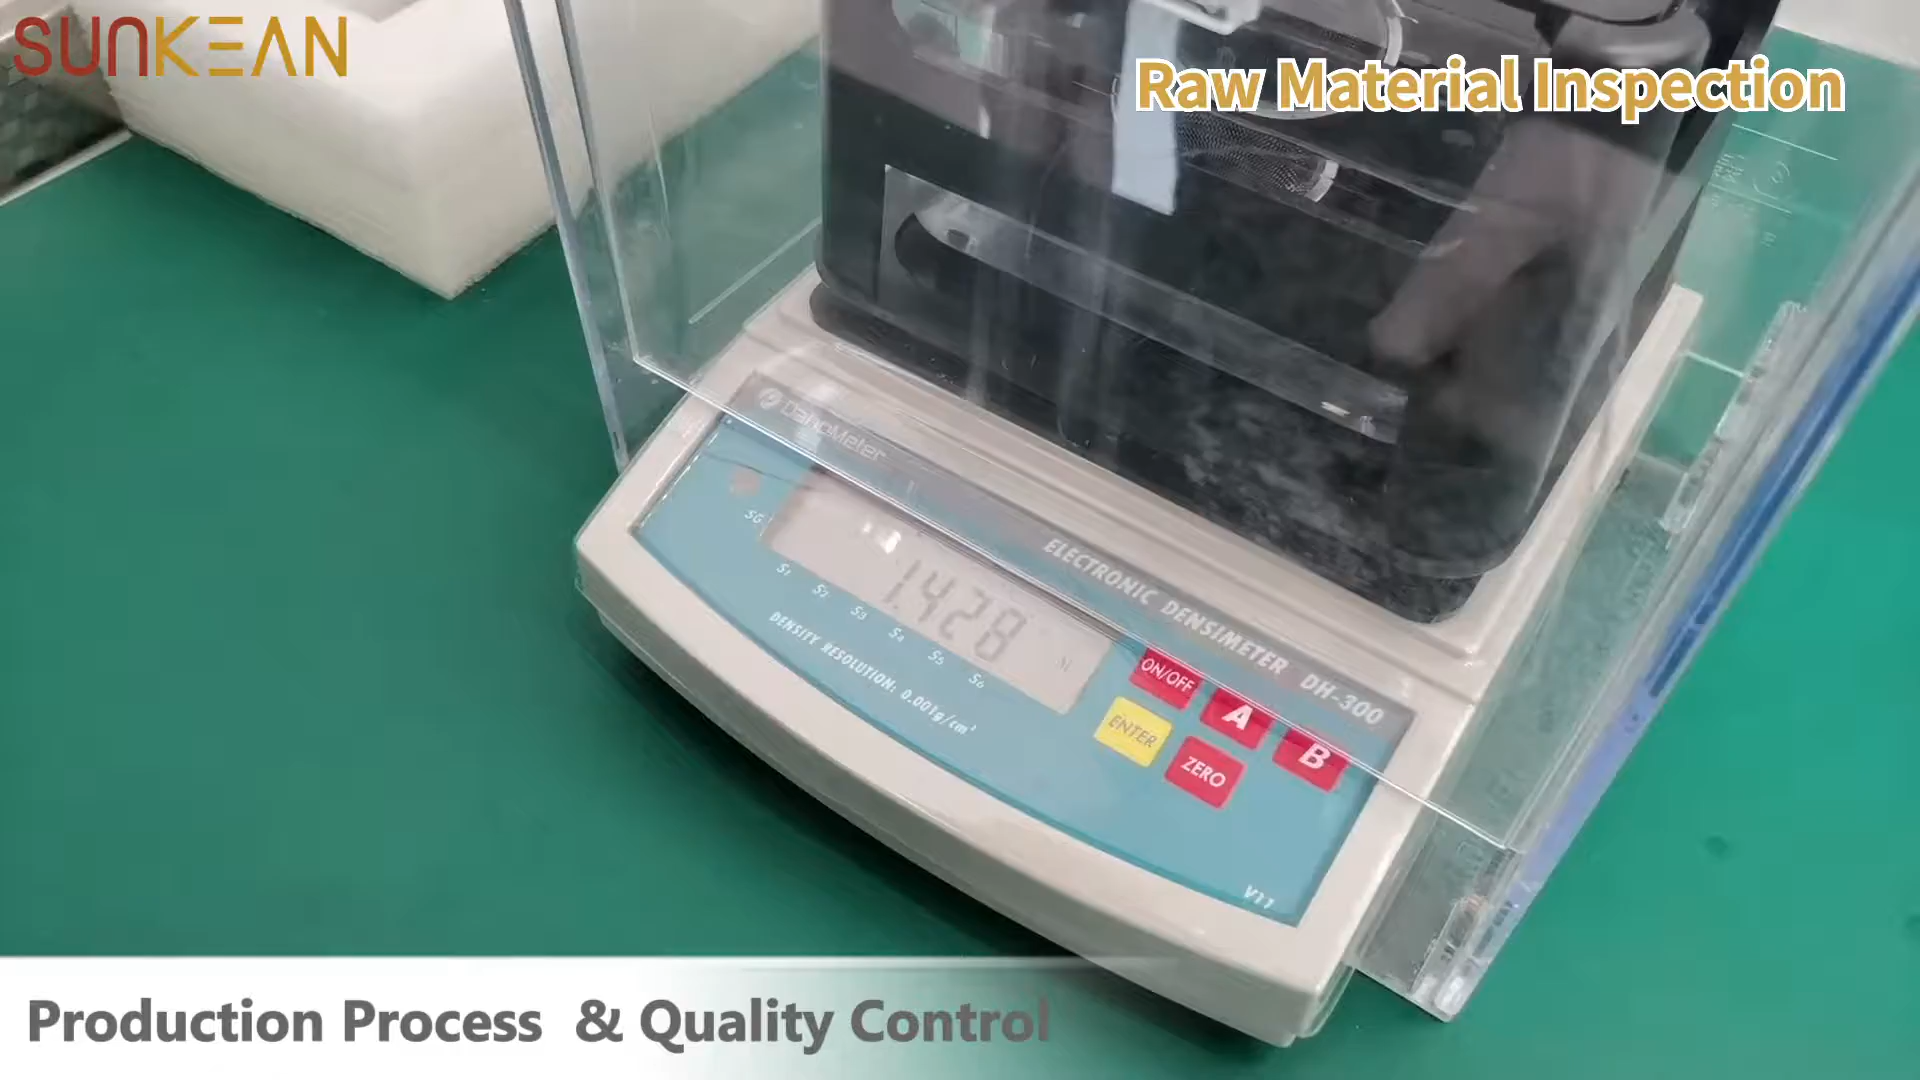 SUNKEAN
Raw Material Inspection
DahoMeter
SG
S1 S2 S3 S4 S5 S6
1.428
ELECTRONIC DENSIMETER DH-300
DENSITY RESOLUTION: 0.001g/cm³
ON/OFF
A
B
ENTER
ZERO
V11
Production Process & Quality Control